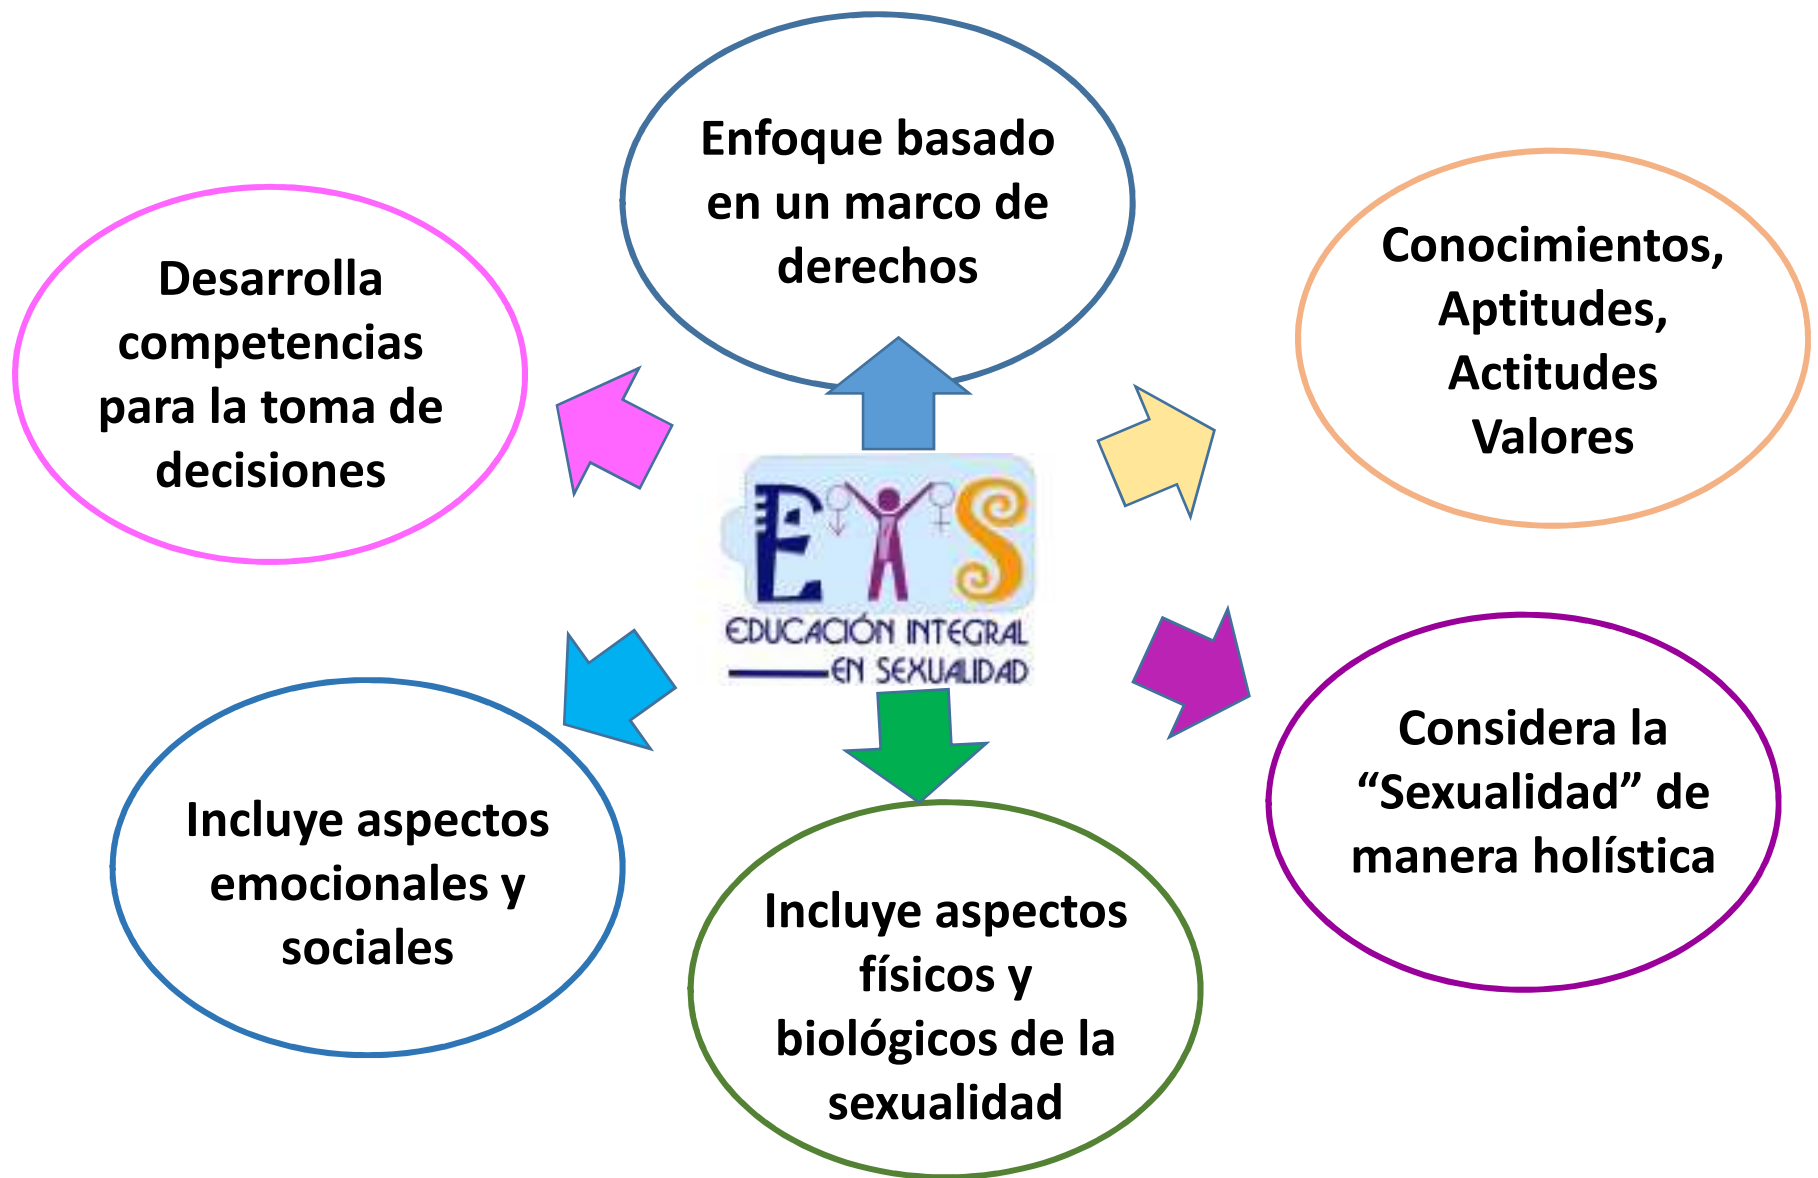 Enfoque basado
en un marco de
derechos
Desarrolla
competencias
para la toma de
decisiones
Conocimientos,
Aptitudes,
Actitudes
Valores
EIS
EDUCACIÓN INTEGRAL
EN SEXUALIDAD
Incluye aspectos
emocionales y
sociales
Incluye aspectos
físicos y
biológicos de la
sexualidad
Considera la
“Sexualidad” de
manera holística